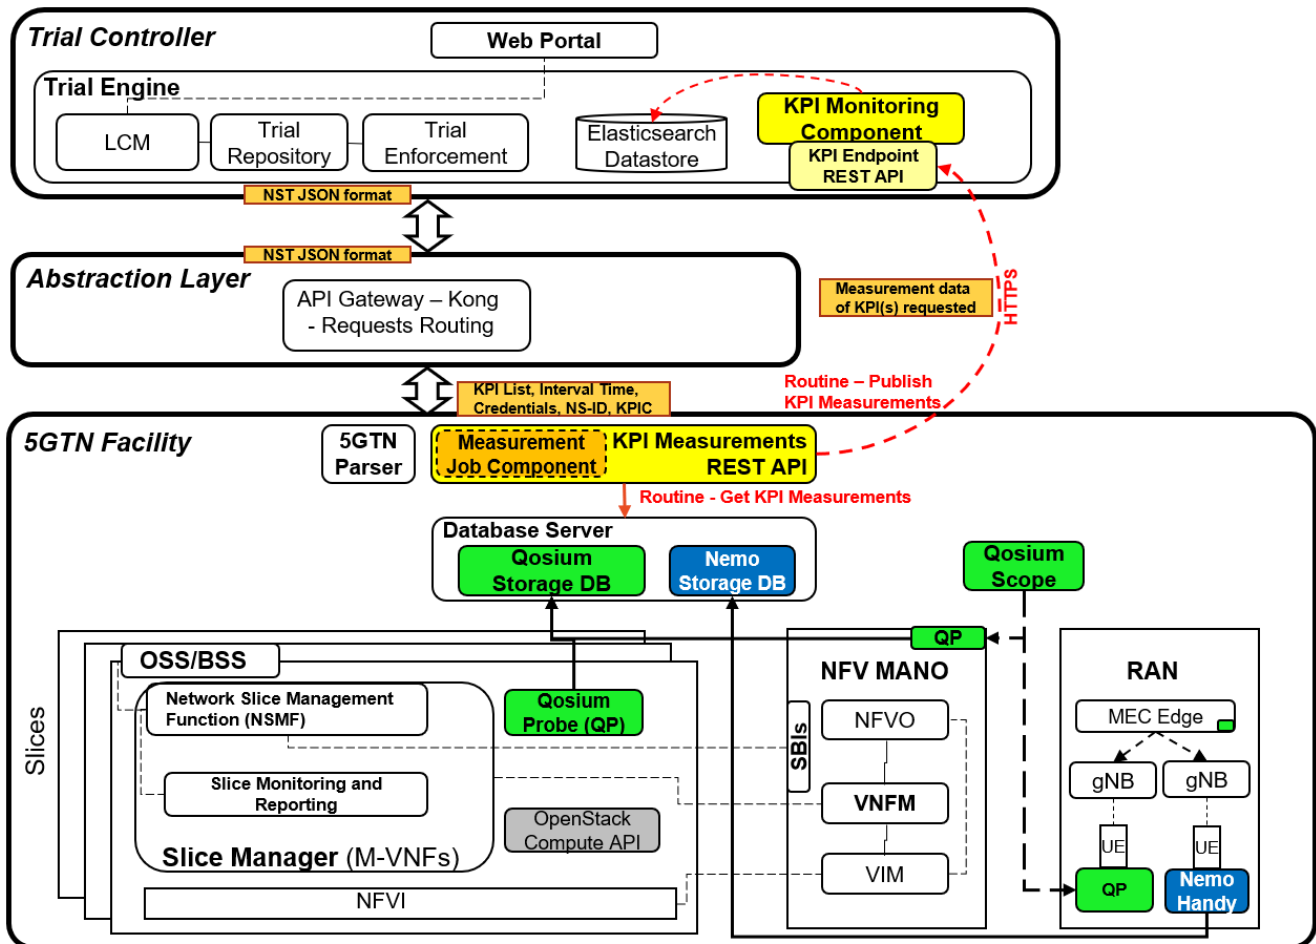 Trial Controller
Web Portal
Trial Engine
LCM
Trial
Repository
Trial
Enforcement
Elasticsearch
Datastore
KPI Monitoring
Component
KPI Endpoint
REST API
NST JSON format
NST JSON format
Abstraction Layer
API Gateway – Kong
- Requests Routing
Measurement data
of KPI(s) requested
HTTPS
Routine – Publish
KPI Measurements
KPI List, Interval Time,
Credentials, NS-ID, KPIC
5GTN Facility
5GTN
Parser
Measurement
Job Component
KPI Measurements
REST API
Routine - Get KPI Measurements
Database Server
Qosium
Storage DB
Nemo
Storage DB
Qosium
Scope
Slices
OSS/BSS
Network Slice Management
Function (NSMF)
Qosium
Probe (QP)
Slice Monitoring and
Reporting
OpenStack
Compute API
Slice Manager (M-VNFs)
NFVI
QP
NFV MANO
SBIs
NFVO
VNFM
VIM
RAN
MEC Edge
gNB
gNB
UE
UE
QP
Nemo
Handy